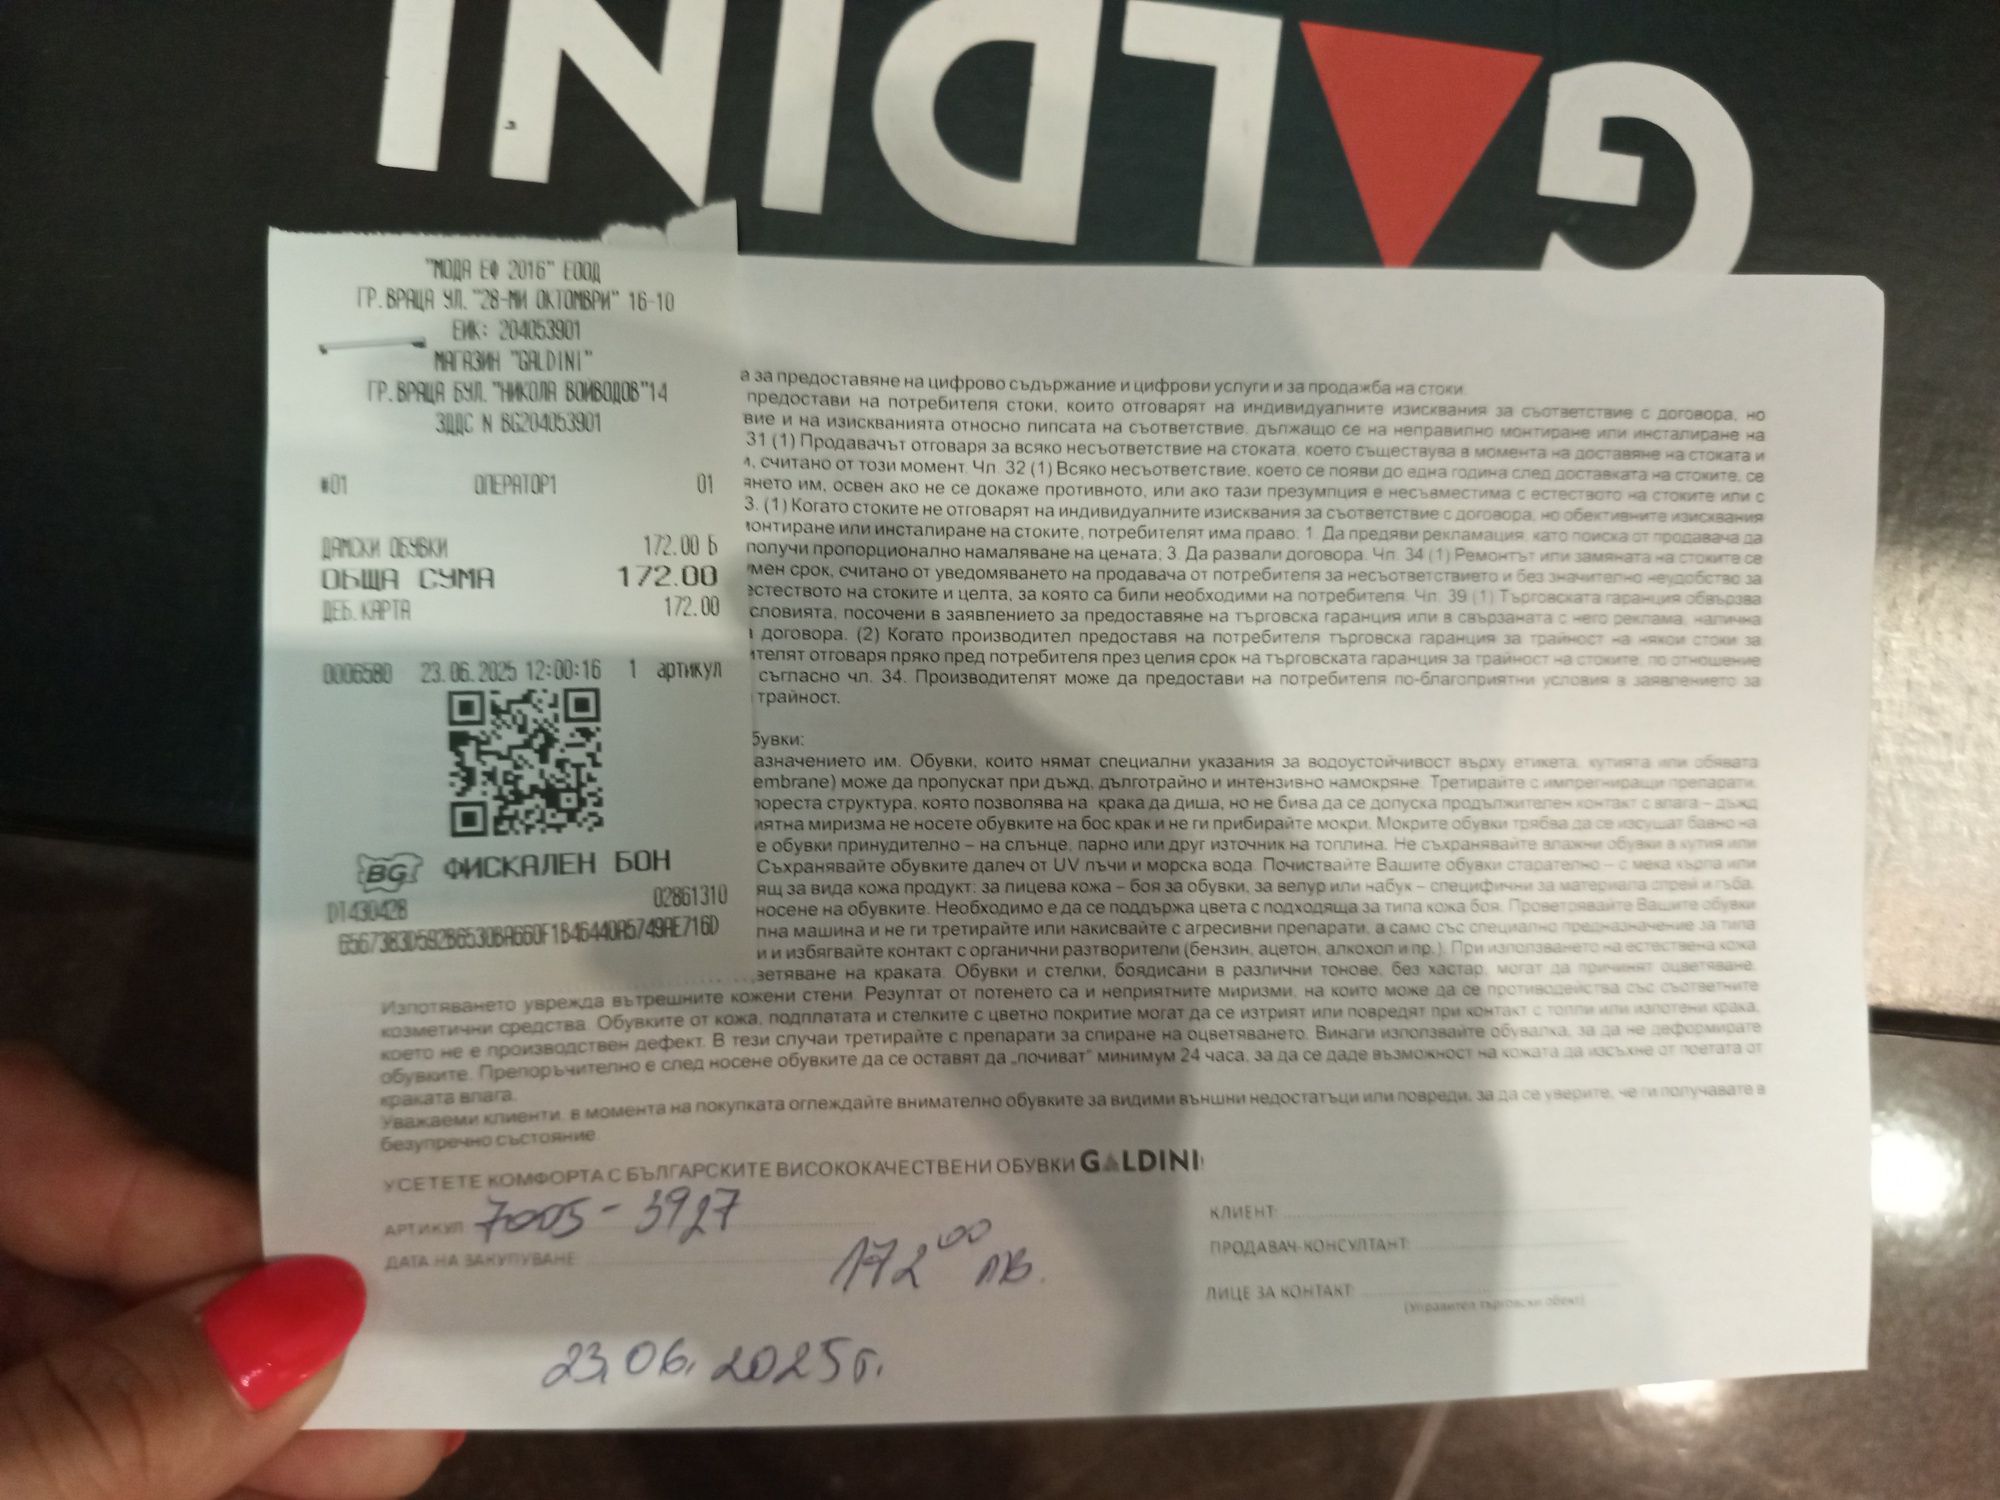 GALDINI
"МОДА ЕФ 2016" ЕООД
ГР.ВРАЦА УЛ."28-МИ ОКТОМВРИ" 16-10
ЕИК: 204053901
МАГАЗИН "GALDINI"
ГР.ВРАЦА БУЛ."НИКОЛА ВОЙВОДОВ"14
ЗДДС N BG204053901
#01 ОПЕРАТОР1 01
ДАМСКИ ОБУВКИ 172.00 Б
ОБЩА СУМА 172.00
ДЕБ.КАРТА 172.00
0006580 23.06.2025 12:00:16 1 артикул
BG ФИСКАЛЕН БОН
DT430428 02861310
65673B3D592B6530BA660F1B46440A5749AE716D
а за предоставяне на цифрово съдържание и цифрови услуги и за продажба на стоки.
предостави на потребителя стоки, които отговарят на индивидуалните изисквания за съответствие с договора, но
вие и на изискванията относно липсата на съответствие, дължащо се на неправилно монтиране или инсталиране на
31 (1) Продавачът отговаря за всяко несъответствие на стоката, което съществува в момента на доставяне на стоката и
и, считано от този момент. Чл. 32 (1) Всяко несъответствие, което се появи до една година след доставката на стоките, се
янето им, освен ако не се докаже противното, или ако тази презумпция е несъвместима с естеството на стоките или с
3. (1) Когато стоките не отговарят на индивидуалните изисквания за съответствие с договора, но обективните изисквания
монтиране или инсталиране на стоките, потребителят има право: 1. Да предяви рекламация, като поиска от продавача да
получи пропорционално намаляване на цената; 3. Да развали договора. Чл. 34 (1) Ремонтът или замяната на стоките се
мен срок, считано от уведомяването на продавача от потребителя за несъответствието и без значително неудобство за
естеството на стоките и целта, за която са били необходими на потребителя. Чл. 39 (1) Търговската гаранция обвързва
словията, посочени в заявлението за предоставяне на търговска гаранция или в свързаната с него реклама, налична
договора. (2) Когато производител предоставя на потребителя търговска гаранция за трайност на някои стоки за
ителят отговаря пряко пред потребителя през целия срок на търговската гаранция за трайност на стоките, по отношение
съгласно чл. 34. Производителят може да предостави на потребителя по-благоприятни условия в заявлението за
трайност.
бувки:
азначението им. Обувки, които нямат специални указания за водоустойчивост върху етикета, кутията или обявата
embrane) може да пропускат при дъжд, дълготрайно и интензивно намокряне. Третирайте с импрегниращи препарати.
пореста структура, която позволява на крака да диша, но не бива да се допуска продължителен контакт с влага – дъжд
иятна миризма не носете обувките на бос крак и не ги прибирайте мокри. Мокрите обувки трябва да се изсушат бавно на
е обувки принудително – на слънце, парно или друг източник на топлина. Не съхранявайте влажни обувки в кутия или
Съхранявайте обувките далеч от UV лъчи и морска вода. Почиствайте Вашите обувки старателно – с мека кърпа или
ящ за вида кожа продукт: за лицева кожа – боя за обувки, за велур или набук – специфични за материала спрей и гъба.
носене на обувките. Необходимо е да се поддържа цвета с подходяща за типа кожа боя. Проветрявайте Вашите обувки
пна машина и не ги третирайте или накисвайте с агресивни препарати, а само със специално предназначение за типа
и и избягвайте контакт с органични разтворители (бензин, ацетон, алкохол и пр.). При използването на естествена кожа
ветяване на краката. Обувки и стелки, боядисани в различни тонове, без хастар, могат да причинят оцветяване.
Изпотяването уврежда вътрешните кожени стени. Резултат от потенето са и неприятните миризми, на които може да се противодейства със съответните
козметични средства. Обувките от кожа, подплатата и стелките с цветно покритие могат да се изтрият или повредят при контакт с топли или изпотени крака,
което не е производствен дефект. В тези случаи третирайте с препарати за спиране на оцветяването. Винаги използвайте обувалка, за да не деформирате
обувките. Препоръчително е след носене обувките да се оставят да „почиват" минимум 24 часа, за да се даде възможност на кожата да изсъхне от поетата от
краката влага.
Уважаеми клиенти, в момента на покупката оглеждайте внимателно обувките за видими външни недостатъци или повреди, за да се уверите, че ги получавате в
безупречно състояние.
УСЕТЕТЕ КОМФОРТА С БЪЛГАРСКИТЕ ВИСОКОКАЧЕСТВЕНИ ОБУВКИ GALDINI!
АРТИКУЛ: 7005-3927
ДАТА НА ЗАКУПУВАНЕ:
172 00 лв.
23.06.2025г.
КЛИЕНТ:
ПРОДАВАЧ-КОНСУЛТАНТ:
ЛИЦЕ ЗА КОНТАКТ:
(Управител търговски обект)